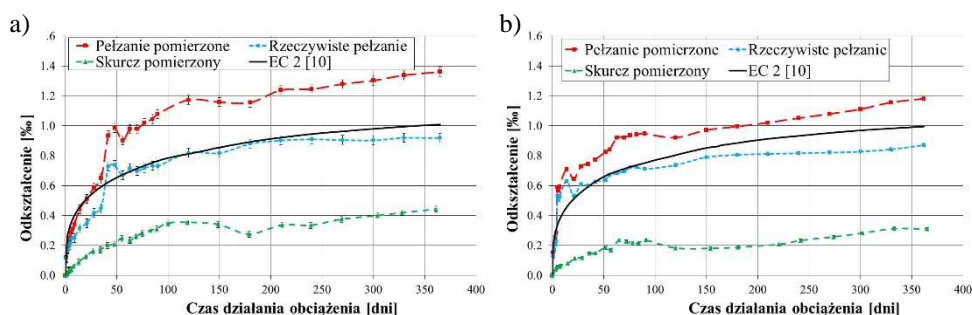 a)
Odkształcenie [‰]
.6
1.4
1.2
1.0
0.8
0.6
0.4
0.2
0.0
Pełzanie pomierzone
Rzeczywiste pełzanie
Skurcz pomierzony
EC 2 [10]
0 50 100 150 200 250 300 350 400
Czas działania obciążenia [dni]
b)
Odkształcenie [‰]
.6
1.4
1.2
1.0
0.8
0.6
0.4
0.2
0.0
Pełzanie pomierzone
Rzeczywiste pełzanie
Skurcz pomierzony
EC 2 [10]
0 50 100 150 200 250 300 350 400
Czas działania obciążenia [dni]